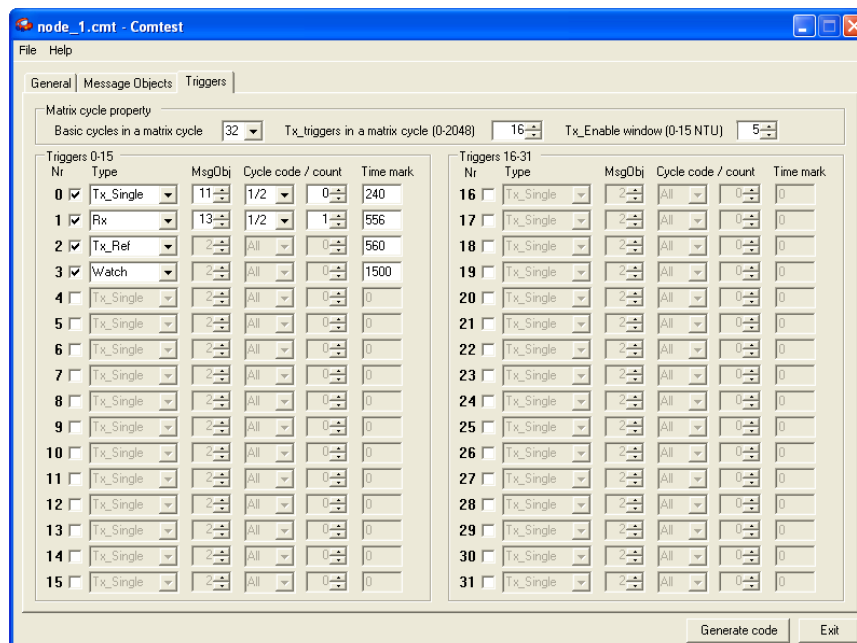 node_1.cmt - Comtest
File Help
General Message Objects Triggers
Matrix cycle property
Basic cycles in a matrix cycle 32 Tx_triggers in a matrix cycle (0-2048) 16 Tx_Enable window (0-15 NTU) 5
Triggers 0-15
Nr Type MsgObj Cycle code / count Time mark
0 Tx_Single 11 1/2 0 240
1 Rx 13 1/2 1 556
2 Tx_Ref 2 All 0 560
3 Watch 2 All 0 1500
4 Tx_Single 2 All 0 0
5 Tx_Single 2 All 0 0
6 Tx_Single 2 All 0 0
7 Tx_Single 2 All 0 0
8 Tx_Single 2 All 0 0
9 Tx_Single 2 All 0 0
10 Tx_Single 2 All 0 0
11 Tx_Single 2 All 0 0
12 Tx_Single 2 All 0 0
13 Tx_Single 2 All 0 0
14 Tx_Single 2 All 0 0
15 Tx_Single 2 All 0 0
Triggers 16-31
Nr Type MsgObj Cycle code / count Time mark
16 Tx_Single 2 All 0 0
17 Tx_Single 2 All 0 0
18 Tx_Single 2 All 0 0
19 Tx_Single 2 All 0 0
20 Tx_Single 2 All 0 0
21 Tx_Single 2 All 0 0
22 Tx_Single 2 All 0 0
23 Tx_Single 2 All 0 0
24 Tx_Single 2 All 0 0
25 Tx_Single 2 All 0 0
26 Tx_Single 2 All 0 0
27 Tx_Single 2 All 0 0
28 Tx_Single 2 All 0 0
29 Tx_Single 2 All 0 0
30 Tx_Single 2 All 0 0
31 Tx_Single 2 All 0 0
Generate code Exit